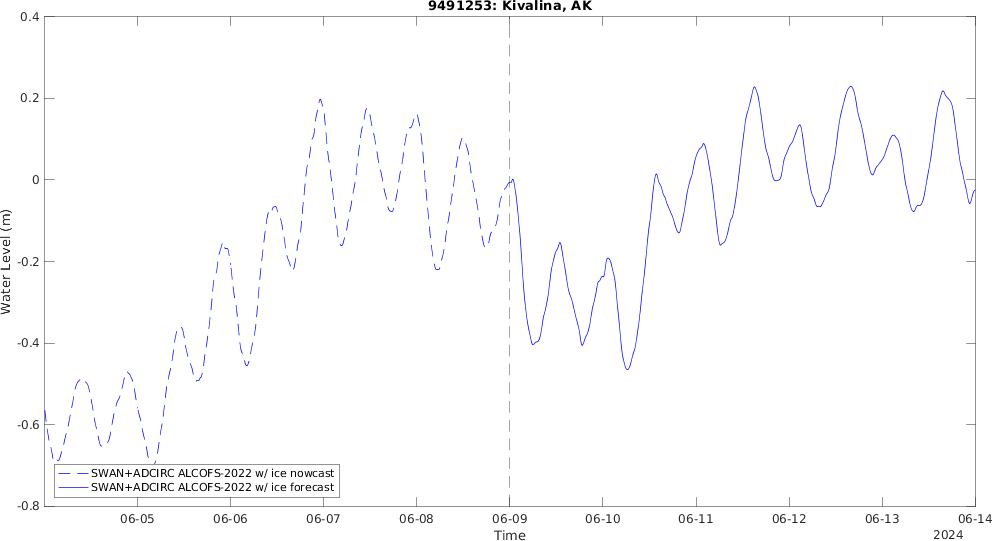 9491253: Kivalina, AK
0.4
0.2
0
-0.2
-0.4
-0.6
-0.8
Water Level (m)
SWAN+ADCIRC ALCOFS-2022 w/ ice nowcast
SWAN+ADCIRC ALCOFS-2022 w/ ice forecast
06-05 06-06 06-07 06-08 06-09 06-10 06-11 06-12 06-13 06-14
Time
2024